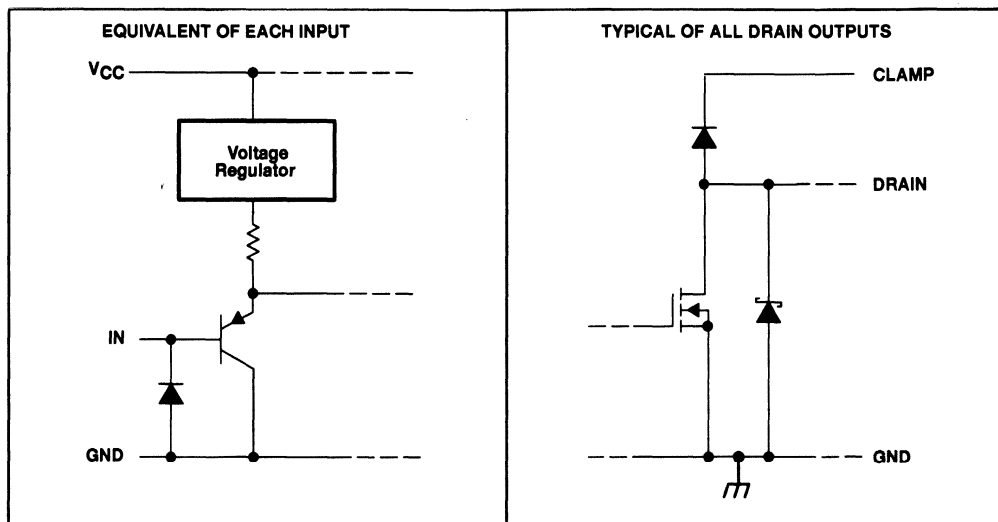 EQUIVALENT OF EACH INPUT
VCC
Voltage
Regulator
IN
GND
TYPICAL OF ALL DRAIN OUTPUTS
CLAMP
DRAIN
GND